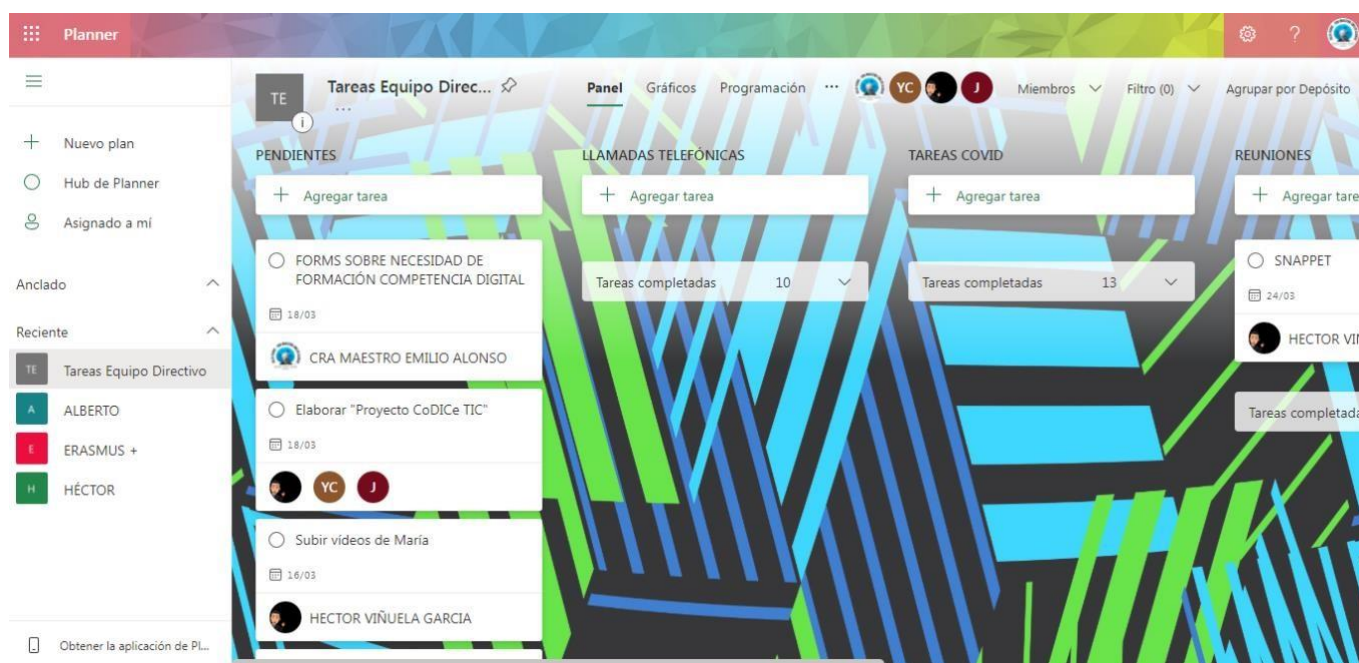 Planner
Nuevo plan
Hub de Planner
Asignado a mí
Anclado
Reciente
TE Tareas Equipo Directivo
A ALBERTO
E ERASMUS +
H HÉCTOR
Obtener la aplicación de Pl...
TE
Tareas Equipo Direc...
...
Panel Gráficos Programación ... YC J Miembros Filtro (0) Agrupar por Depósito
PENDIENTES
+ Agregar tarea
FORMS SOBRE NECESIDAD DE
FORMACIÓN COMPETENCIA DIGITAL
18/03
CRA MAESTRO EMILIO ALONSO
Elaborar "Proyecto CoDICe TIC"
18/03
YC J
Subir vídeos de María
16/03
HECTOR VIÑUELA GARCIA
LLAMADAS TELEFÓNICAS
+ Agregar tarea
Tareas completadas 10
TAREAS COVID
+ Agregar tarea
Tareas completadas 13
REUNIONES
+ Agregar tare
SNAPPET
24/03
HECTOR VI
Tareas completad